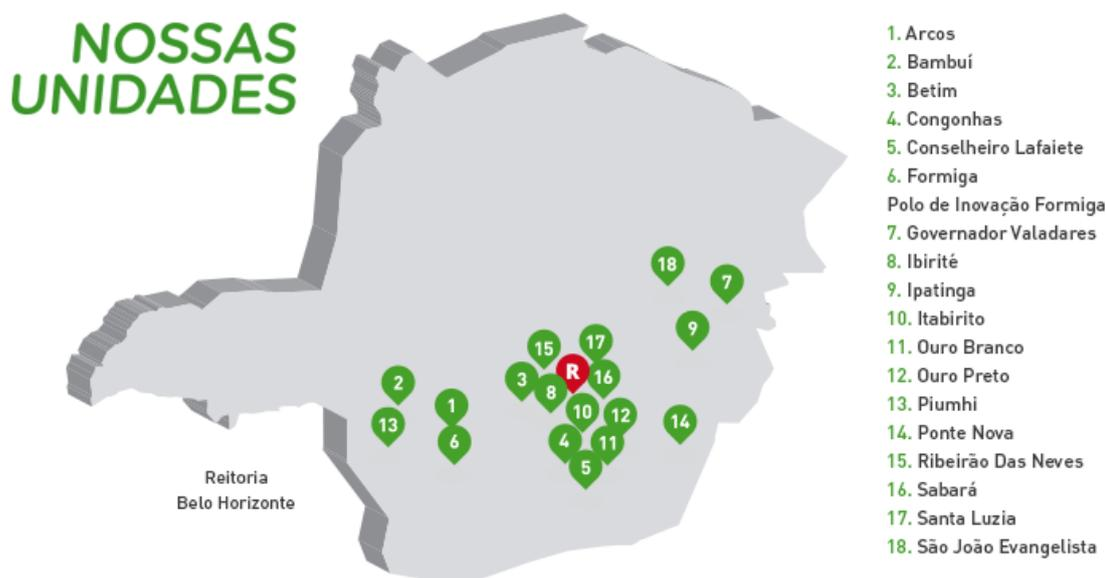 NOSSAS
UNIDADES
1. Arcos
2. Bambuí
3. Betim
4. Congonhas
5. Conselheiro Lafaiete
6. Formiga
Polo de Inovação Formiga
7. Governador Valadares
8. Ibirité
9. Ipatinga
10. Itabirito
11. Ouro Branco
12. Ouro Preto
13. Piumhi
14. Ponte Nova
15. Ribeirão Das Neves
16. Sabará
17. Santa Luzia
18. São João Evangelista
18
7
9
17
15
R
16
3
8
2
1
10
12
13
14
6
4
11
5
Reitoria
Belo Horizonte